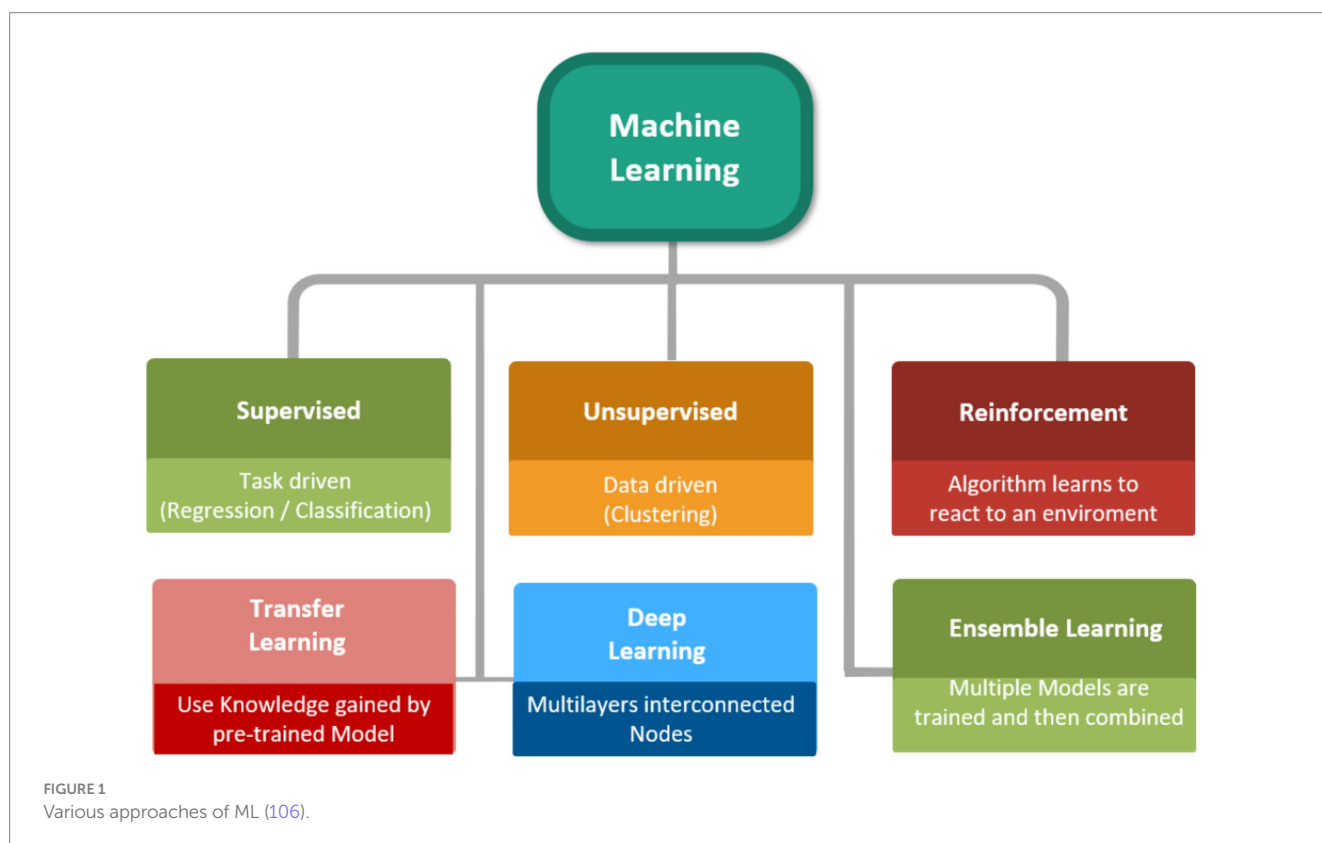 Machine
Learning
Supervised
Task driven
(Regression / Classification)
Unsupervised
Data driven
(Clustering)
Reinforcement
Algorithm learns to
react to an enviroment
Transfer
Learning
Use Knowledge gained by
pre-trained Model
Deep
Learning
Multilayers interconnected
Nodes
Ensemble Learning
Multiple Models are
trained and then combined
FIGURE 1
Various approaches of ML (106).